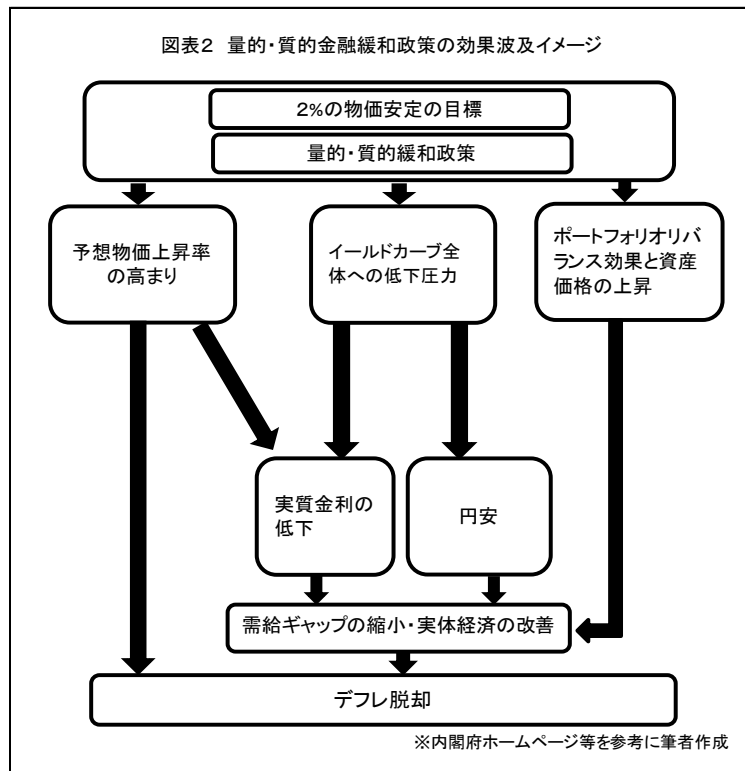 図表2 量的・質的金融緩和政策の効果波及イメージ
2%の物価安定の目標
量的・質的緩和政策
予想物価上昇率
の高まり
イールドカーブ全
体への低下圧力
ポートフォリオリバ
ランス効果と資産
価格の上昇
実質金利の
低下
円安
需給ギャップの縮小・実体経済の改善
デフレ脱却
※内閣府ホームページ等を参考に筆者作成